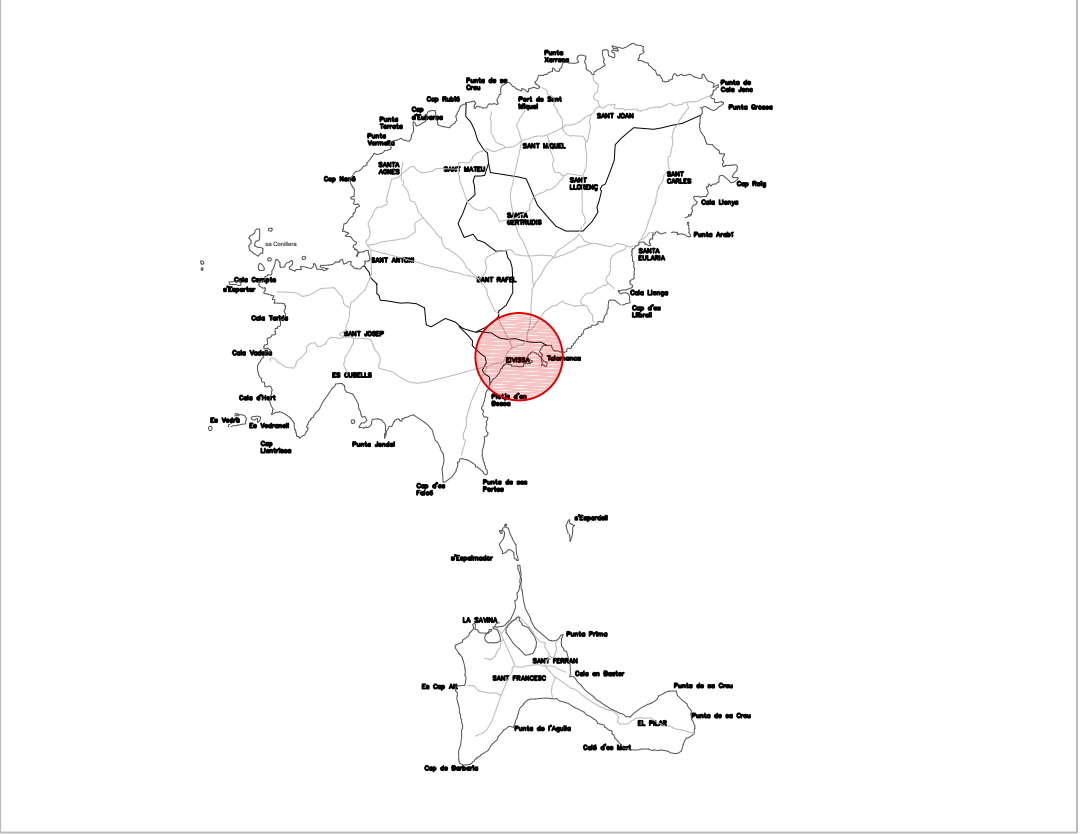 Punta
Xarraca
Punta de sa
Creu
Punta de
Cala Jone
Cap Rubió
Port de Sant
Miquel
Punta Grossa
Cap
d'Eubarca
SANT JOAN
Punta
Torreta
Punta
Vermella
SANT MIQUEL
SANTA
AGNES
SANT MATEU
Cap Nonó
SANT
LLORENÇ
SANT
CARLES
Cap Roig
Cala Llenya
SANTA
GERTRUDIS
Punta Arabí
sa Conillera
SANTA
EULARIA
SANT ANTONI
Cala Compte
SANT RAFEL
s'Espartar
Cala Llonga
Cap d'es
Llibrell
Cala Tarida
SANT JOSEP
Cala Vadella
EIVISSA
Talamanca
ES CUBELLS
Cala d'Hort
Platja d'en
Bossa
Es Vedrà
Es Vedranell
Cap
Llentrisca
Punta Jondal
Cap d'es
Falcó
Punta de ses
Portes
s'Espardell
s'Espalmador
LA SAVINA
Punta Prima
SANT FERRAN
Cala en Baster
SANT FRANCESC
Es Cap Alt
Punta de sa Creu
Punta de sa Creu
EL PILAR
Punta de l'Aguila
Caló d'es Mort
Cap de Barbaria